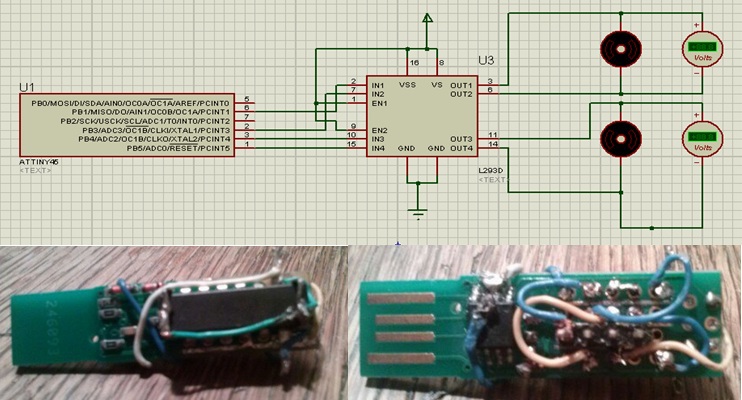 U1
PB0/MOSI/DI/SDA/AIN0/OC0A/OC1A/AREF/PCINT0 5
PB1/MISO/DO/AIN1/OC0B/OC1A/PCINT1 6
PB2/SCK/USCK/SCL/ADC1/T0/INT0/PCINT2 7
PB3/ADC3/OC1B/CLKI/XTAL1/PCINT3 2
PB4/ADC2/OC1B/CLKO/XTAL2/PCINT4 3
PB5/ADC0/RESET/PCINT5 1
ATTINY45
<TEXT>
U3
16 8
2 IN1 VSS VS OUT1 3
7 IN2 OUT2 6
1 EN1
9 EN2
10 IN3 OUT3 11
15 IN4 GND GND OUT4 14
L293D
<TEXT>
+
Volts
−
+
Volts
−